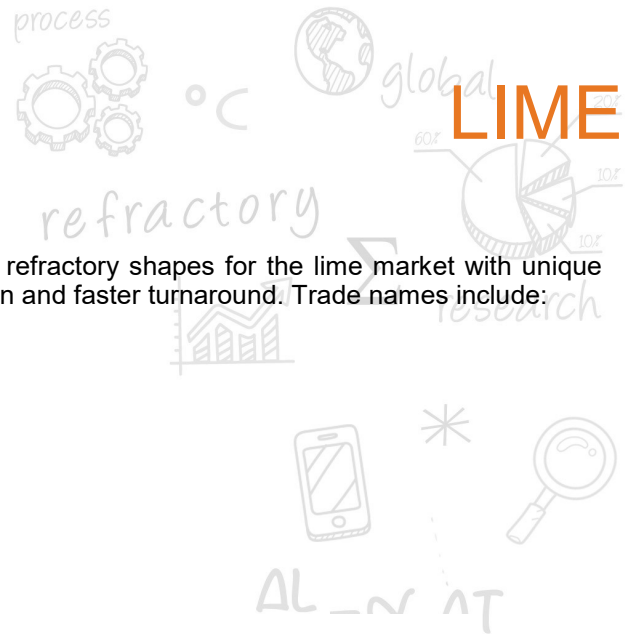 process
global
LIME
°C
60%
20%
10%
refractory
10%
refractory shapes for the lime market with unique
n and faster turnaround. Trade names include:
Σ
research
*